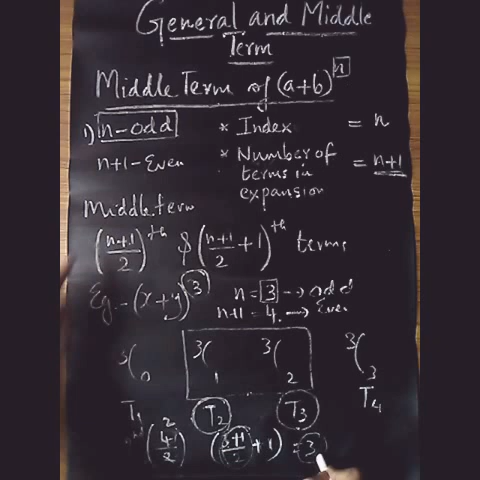 General and Middle
Term
Middle Term of (a+b)^n
1) n-odd * Index = n
n+1 - Even * Number of terms in expansion = n+1
Middle term
((n+1)/2)^th & ((n+1)/2 + 1)^th terms
Eg:- (x+y)^3 n = 3 → odd
n+1 = 4 → Even
3C0 3C1 3C2 3C3
T1 T2 T3 T4
(4/2) 2 ((3+1)/2 + 1) = 3